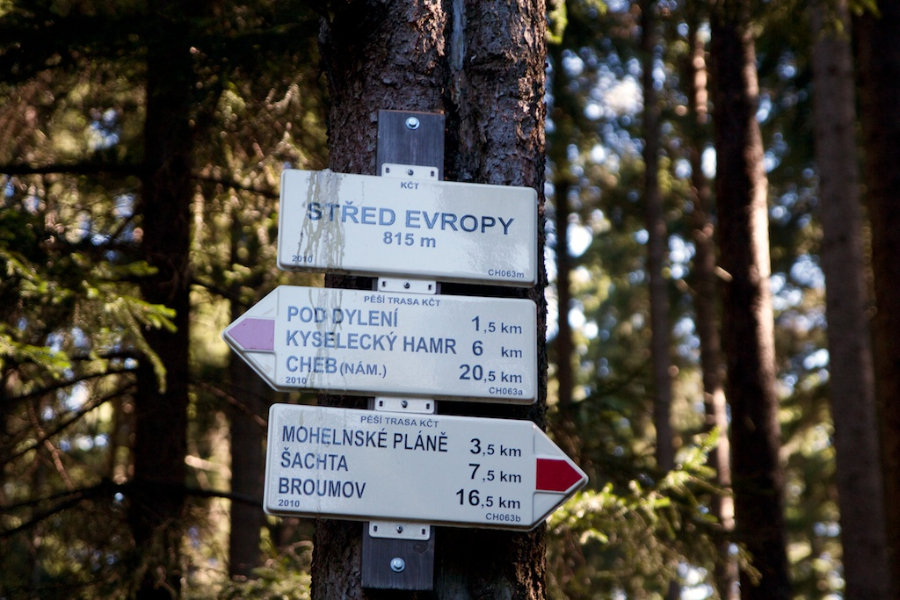 KČT
STŘED EVROPY
815 m
2010 CH063m
PĚŠÍ TRASA KČT
POD DYLENÍ 1,5 km
KYSELECKÝ HAMR 6 km
CHEB (NÁM.) 20,5 km
2010 CH063a
PĚŠÍ TRASA KČT
MOHELNSKÉ PLÁNĚ 3,5 km
ŠACHTA 7,5 km
BROUMOV 16,5 km
2010 CH063b